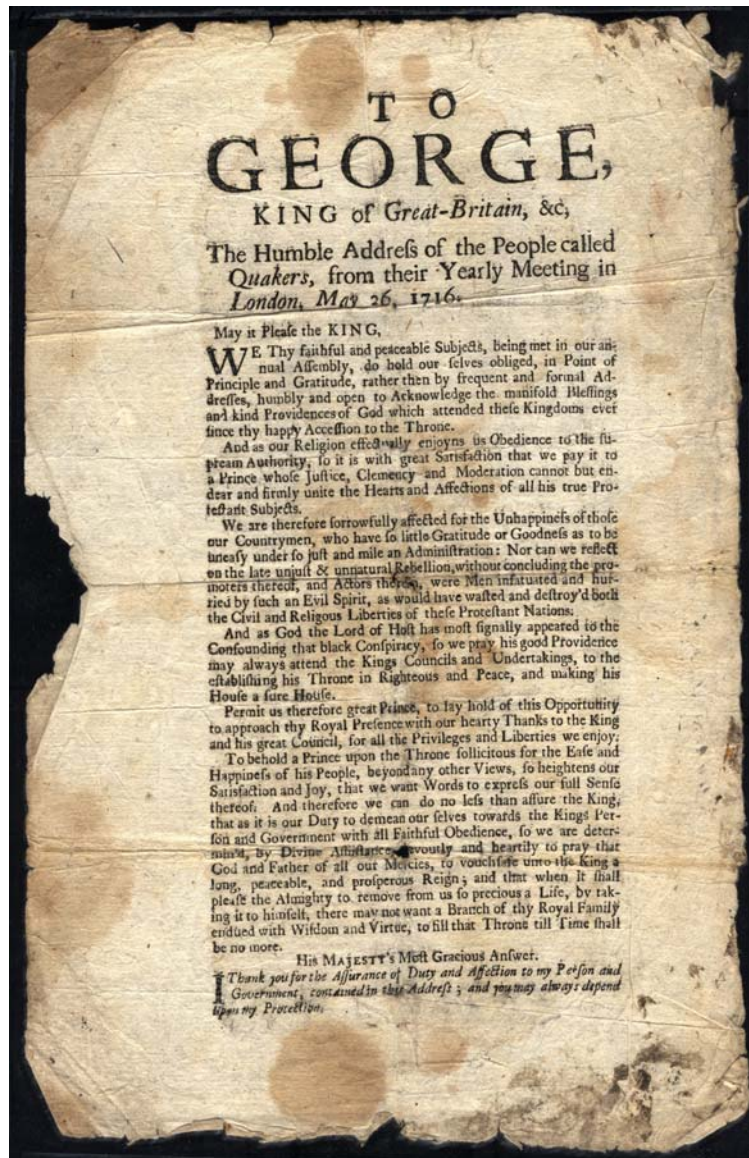 TO
GEORGE,
KING of Great-Britain, &c,
The Humble Addreſs of the People called
Quakers, from their Yearly Meeting in
London, May 26, 1716.
May it Pleaſe the KING,
WE Thy faithful and peaceable Subjects, being met in our an-
nual Aſſembly, do hold our ſelves obliged, in Point of
Principle and Gratitude, rather then by frequent and formal Ad-
dreſſes, humbly and open to Acknowledge the manifold Bleſſings
and kind Providences of God which attended theſe Kingdoms ever
ſince thy happy Acceſſion to the Throne.
And as our Religion effectually enjoyns us Obedience to the ſu-
pream Authority, ſo it is with great Satisfaction that we pay it to
a Prince whoſe Juſtice, Clemency and Moderation cannot but en-
dear and firmly unite the Hearts and Affections of all his true Pro-
teſtant Subjects.
We are therefore ſorrowfully affected for the Unhappineſs of thoſe
our Countrymen, who have ſo little Gratitude or Goodneſs as to be
uneaſy under ſo juſt and mile an Adminiſtration: Nor can we reflect
on the late unjuſt & unnatural Rebellion, without concluding the pro-
moters thereof, and Actors therein, were Men infatuated and hur-
ried by ſuch an Evil Spirit, as would have waſted and deſtroy'd both
the Civil and Religous Liberties of theſe Proteſtant Nations.
And as God the Lord of Hoſt has moſt ſignally appeared to the
Confounding that black Conſpiracy, ſo we pray his good Providence
may always attend the Kings Councils and Undertakings, to the
eſtabliſhing his Throne in Righteous and Peace, and making his
Houſe a ſure Houſe.
Permit us therefore great Prince, to lay hold of this Opportunity
to approach thy Royal Preſence with our hearty Thanks to the King
and his great Council, for all the Privileges and Liberties we enjoy.
To behold a Prince upon the Throne ſollicitous for the Eaſe and
Happineſs of his People, beyond any other Views, ſo heightens our
Satisfaction and Joy, that we want Words to expreſs our full Senſe
thereof. And therefore we can do no leſs than aſſure the King,
that as it is our Duty to demean our ſelves towards the Kings Per-
ſon and Government with all Faithful Obedience, ſo we are deter-
min'd, by Divine Aſſiſtance, devoutly and heartily to pray that
God and Father of all our Mercies, to vouchſafe unto the King a
long, peaceable, and proſperous Reign; and that when It ſhall
pleaſe the Almighty to remove from us ſo precious a Life, by tak-
ing it to himſelf, there may not want a Branch of thy Royal Family
endued with Wiſdom and Virtue, to fill that Throne till Time ſhall
be no more.
His MAJESTY's Moſt Gracious Anſwer.
I Thank you for the Aſſurance of Duty and Affection to my Perſon and
Government, contained in this Addreſs; and you may always depend
upon my Protection.